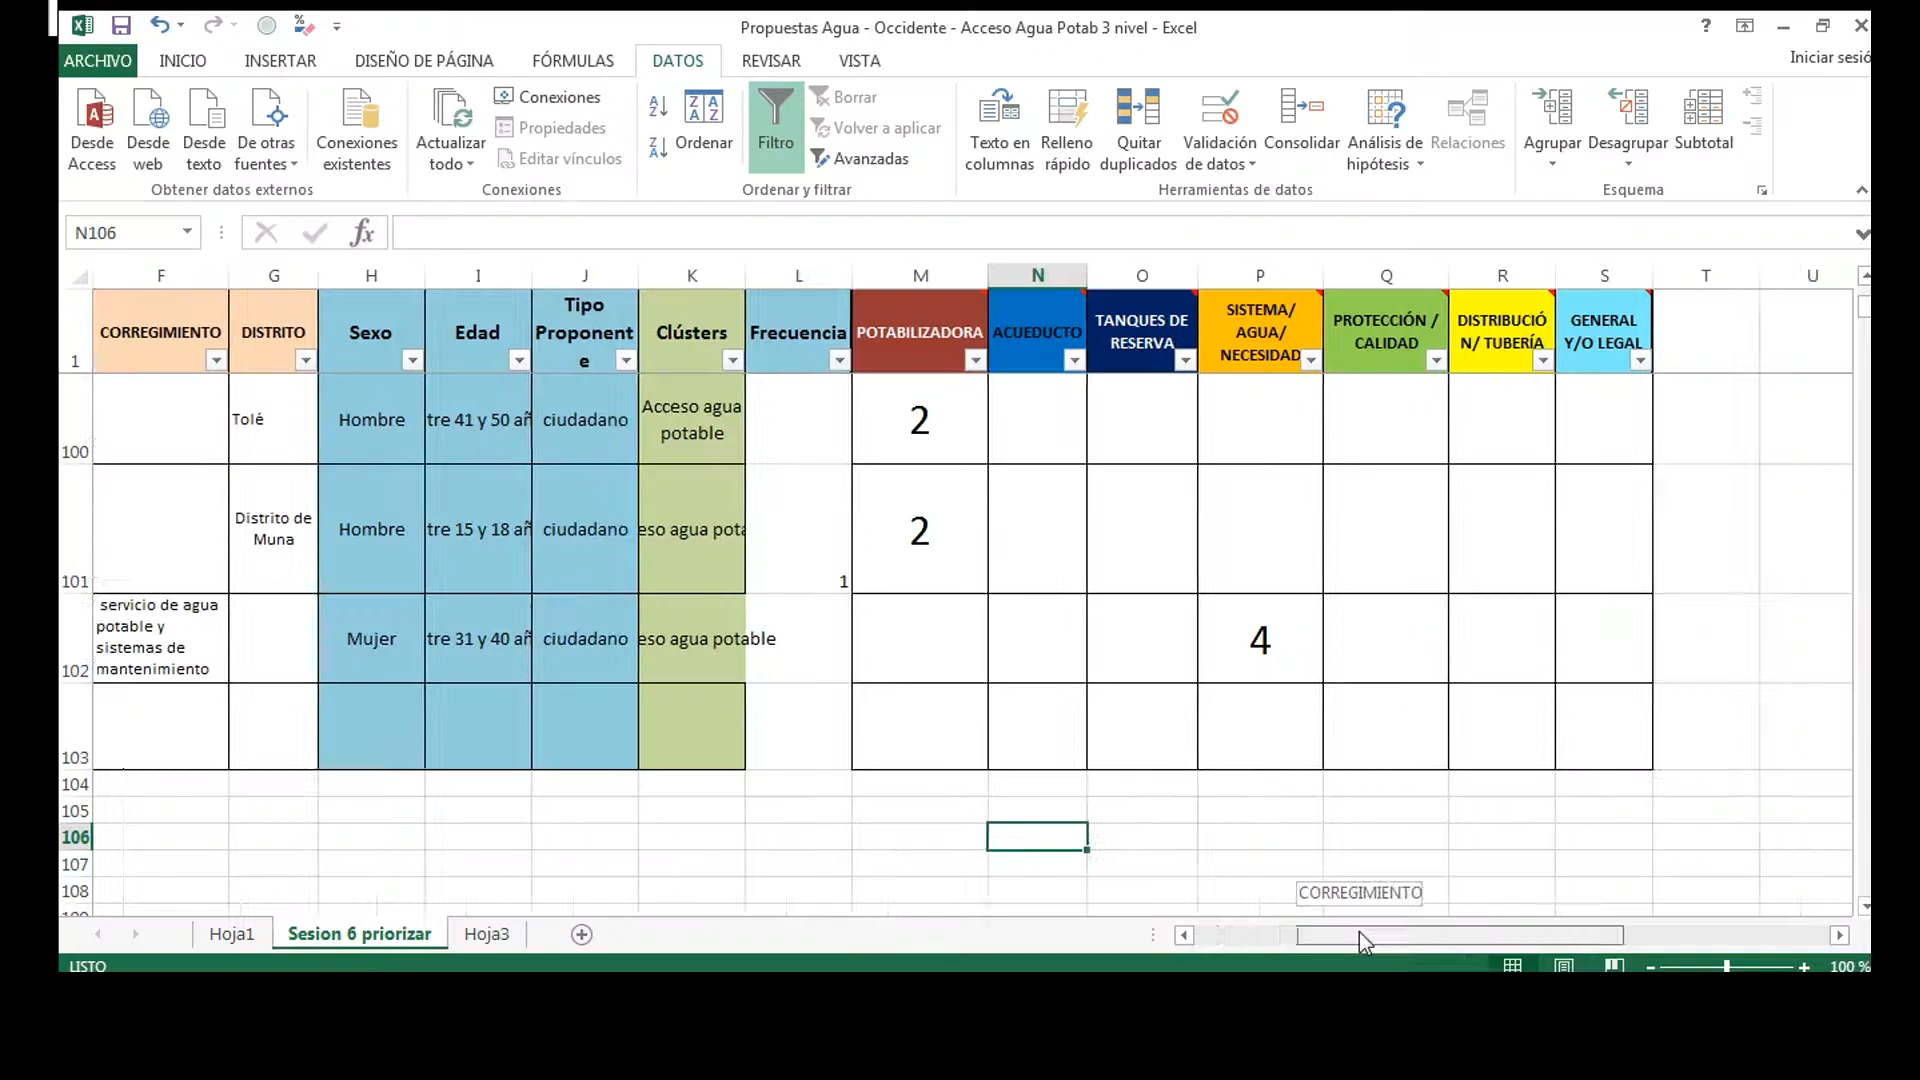 Propuestas Agua - Occidente - Acceso Agua Potab 3 nivel - Excel
?
Iniciar sesió
ARCHIVO INICIO INSERTAR DISEÑO DE PÁGINA FÓRMULAS DATOS REVISAR VISTA
Desde Access
Desde web
Desde texto
De otras fuentes
Conexiones existentes
Obtener datos externos
Actualizar todo
Conexiones
Propiedades
Editar vínculos
Conexiones
Ordenar
Filtro
Borrar
Volver a aplicar
Avanzadas
Ordenar y filtrar
Texto en columnas
Relleno rápido
Quitar duplicados
Validación de datos
Consolidar
Análisis de hipótesis
Relaciones
Herramientas de datos
Agrupar
Desagrupar
Subtotal
Esquema
N106
fx
F G H I J K L M N O P Q R S T U
1
CORREGIMIENTO
DISTRITO
Sexo
Edad
Tipo
Proponent
e
Clústers
Frecuencia
POTABILIZADORA
ACUEDUCTO
TANQUES DE
RESERVA
SISTEMA/
AGUA/
NECESIDAD
PROTECCIÓN /
CALIDAD
DISTRIBUCIÓ
N/ TUBERÍA
GENERAL
Y/O LEGAL
100
Tolé
Hombre
tre 41 y 50 añ
ciudadano
Acceso agua
potable
2
101
Distrito de
Muna
Hombre
tre 15 y 18 añ
ciudadano
eso agua pota
1
2
102
servicio de agua
potable y
sistemas de
mantenimiento
Mujer
tre 31 y 40 añ
ciudadano
eso agua potable
4
103
104
105
106
107
108
CORREGIMIENTO
Hoja1 Sesion 6 priorizar Hoja3
LISTO
100 %